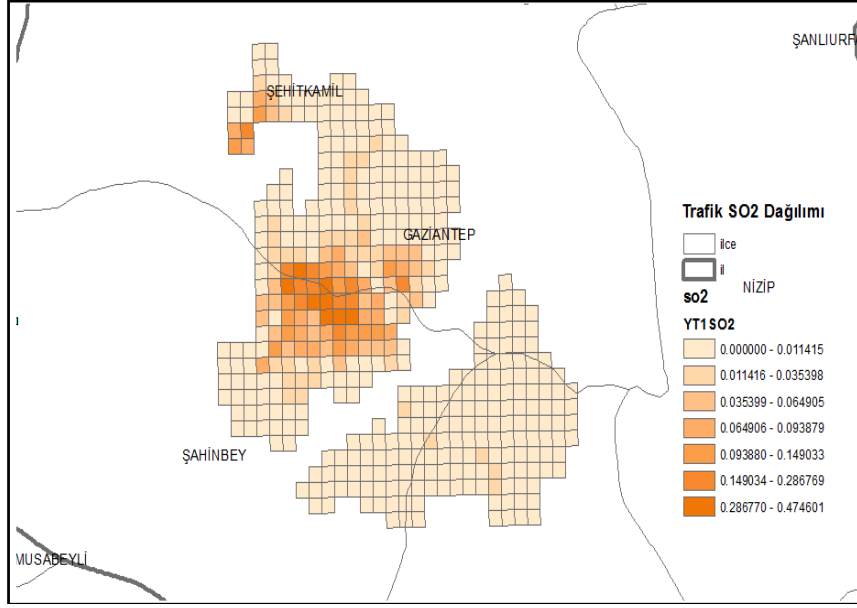 ŞANLIURFA
ŞEHİTKAMİL
GAZİANTEP
ŞAHİNBEY
MUSABEYLİ
NİZİP
Trafik SO2 Dağılımı
ilce
il
so2
YT1SO2
0.000000 - 0.011415
0.011416 - 0.035398
0.035399 - 0.064905
0.064906 - 0.093879
0.093880 - 0.149033
0.149034 - 0.286769
0.286770 - 0.474601